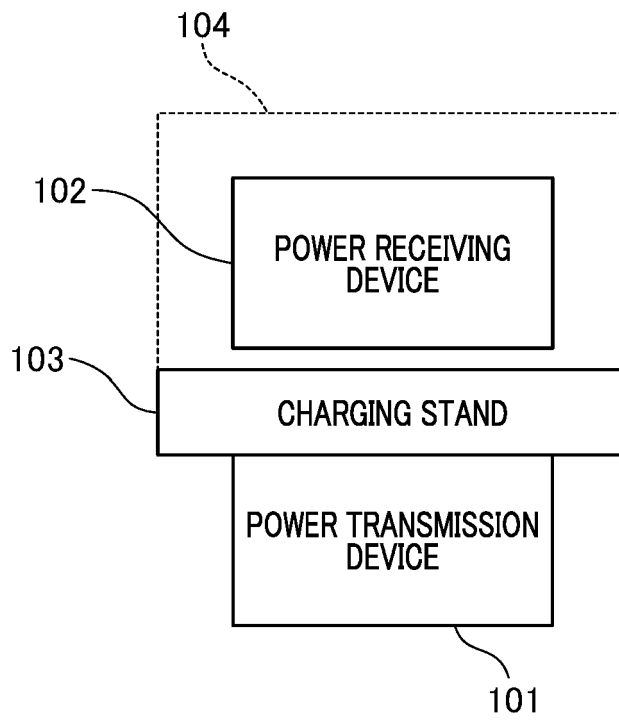 104
102
POWER RECEIVING
DEVICE
103
CHARGING STAND
POWER TRANSMISSION
DEVICE
101